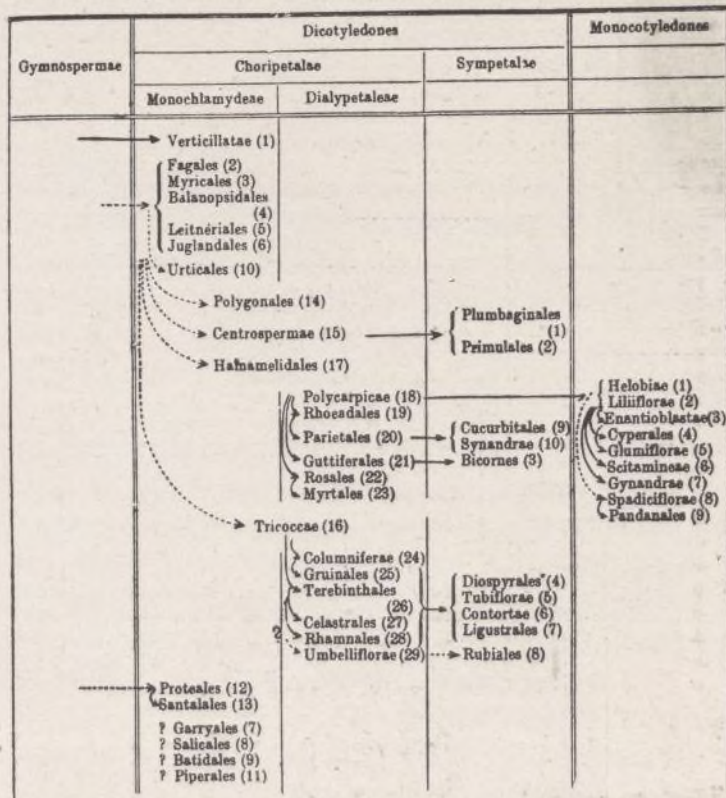 Gymnospermae
Dicotyledones
Monocotyledones
Choripetalae
Sympetalae
Monochlamydeae
Dialypetaleae
Verticillatae (1)
Fagales (2)
Myricales (3)
Balanopsidales
(4)
Leitnériales (5)
Juglandales (6)
Urticales (10)
Polygonales (14)
Centrospermae (15)
Plumbaginales
(1)
Primulales (2)
Hamamelidales (17)
Polycarpicae (18)
Rhoeadales (19)
Parietales (20)
Guttiferales (21)
Rosales (22)
Myrtales (23)
Cucurbitales (9)
Synandrae (10)
Bicornes (3)
Helobiae (1)
Liliiflorae (2)
Enantioblastae (3)
Cyperales (4)
Glumiflorae (5)
Scitamineae (6)
Gynandrae (7)
Spadiciflorae (8)
Pandanales (9)
Tricoccae (16)
Columniferae (24)
Gruinales (25)
Terebinthales
(26)
Celastrales (27)
Rhamnales (28)
? Umbelliflorae (29)
Diospyrales (4)
Tubiflorae (5)
Contortae (6)
Ligustrales (7)
Rubiales (8)
Proteales (12)
Santalales (13)
? Garryales (7)
? Salicales (8)
? Batidales (9)
? Piperales (11)